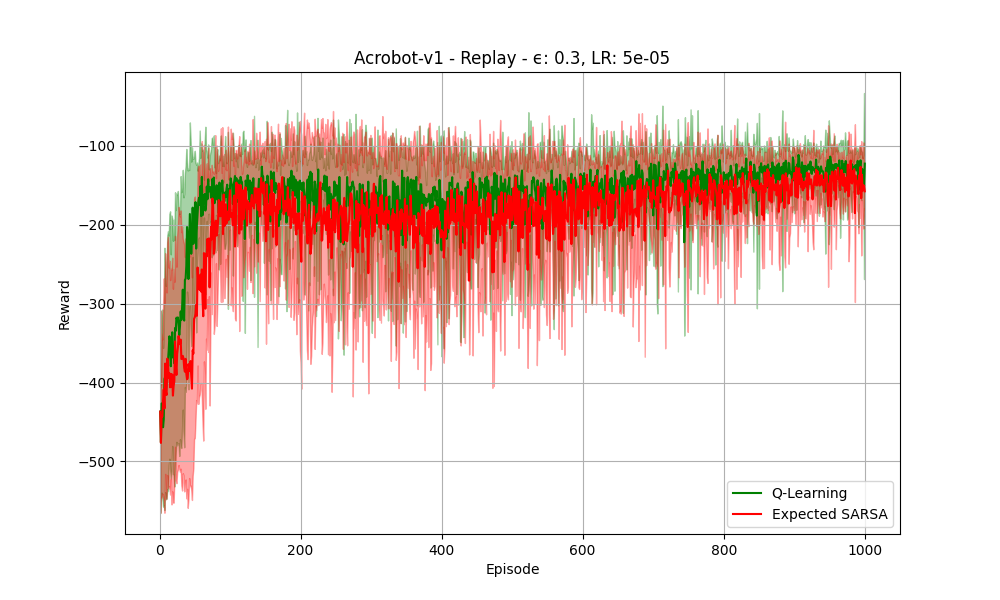 Acrobot-v1 - Replay - ϵ: 0.3, LR: 5e-05
−100
−200
−300
−400
−500
Reward
0 200 400 600 800 1000
Episode
Q-Learning
Expected SARSA